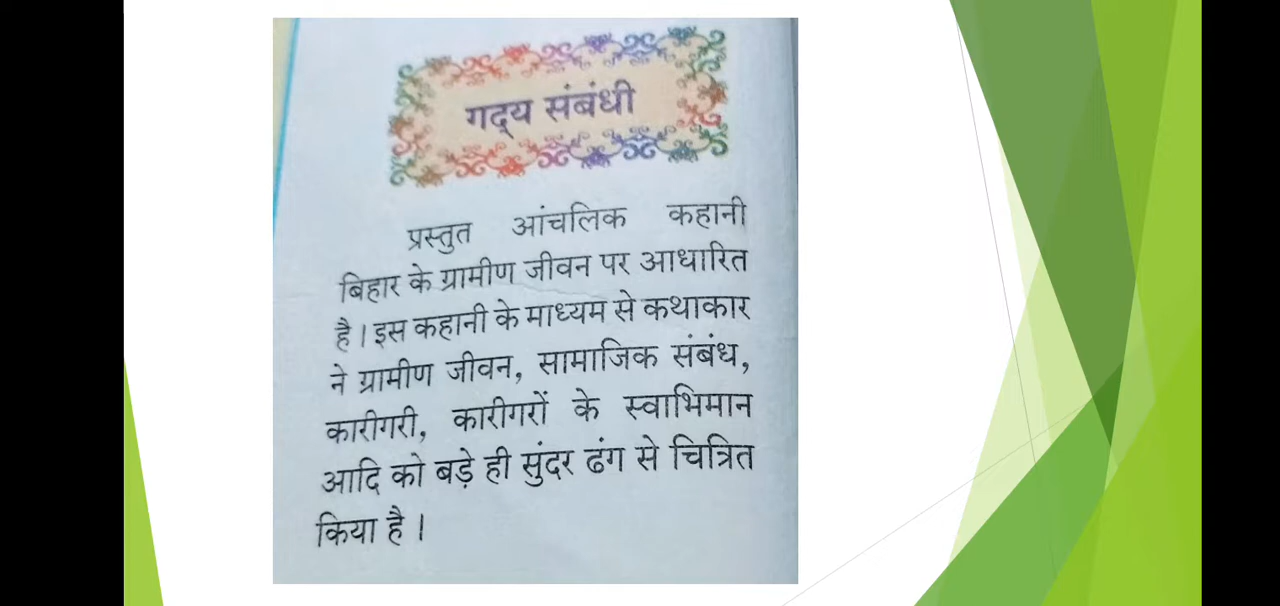 गद्य संबंधी
प्रस्तुत आंचलिक कहानी
बिहार के ग्रामीण जीवन पर आधारित
है । इस कहानी के माध्यम से कथाकार
ने ग्रामीण जीवन, सामाजिक संबंध,
कारीगरी, कारीगरों के स्वाभिमान
आदि को बड़े ही सुंदर ढंग से चित्रित
किया है ।